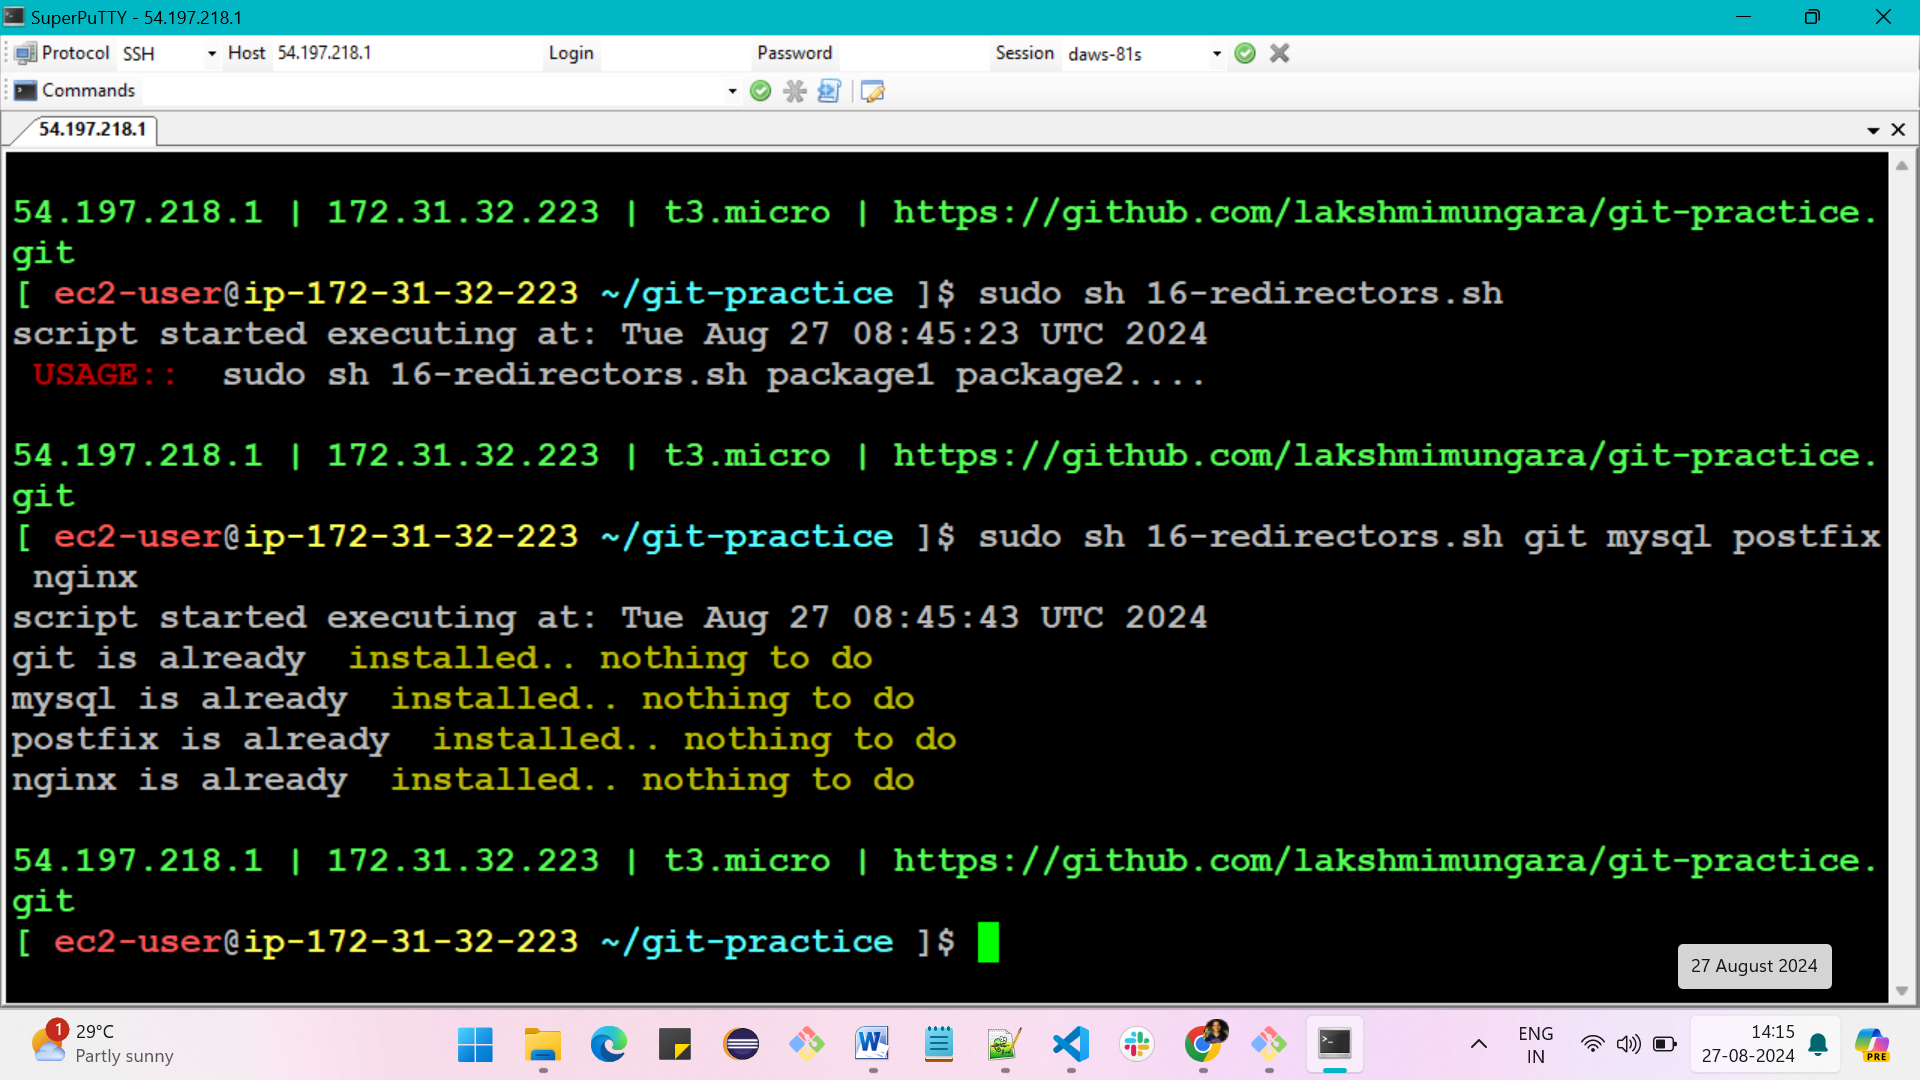 SuperPuTTY - 54.197.218.1
Protocol SSH Host 54.197.218.1 Login Password Session daws-81s
Commands
54.197.218.1
54.197.218.1 | 172.31.32.223 | t3.micro | https://github.com/lakshmimungara/git-practice.
git
[ ec2-user@ip-172-31-32-223 ~/git-practice ]$ sudo sh 16-redirectors.sh
script started executing at: Tue Aug 27 08:45:23 UTC 2024
USAGE:: sudo sh 16-redirectors.sh package1 package2....
54.197.218.1 | 172.31.32.223 | t3.micro | https://github.com/lakshmimungara/git-practice.
git
[ ec2-user@ip-172-31-32-223 ~/git-practice ]$ sudo sh 16-redirectors.sh git mysql postfix
nginx
script started executing at: Tue Aug 27 08:45:43 UTC 2024
git is already installed.. nothing to do
mysql is already installed.. nothing to do
postfix is already installed.. nothing to do
nginx is already installed.. nothing to do
54.197.218.1 | 172.31.32.223 | t3.micro | https://github.com/lakshmimungara/git-practice.
git
[ ec2-user@ip-172-31-32-223 ~/git-practice ]$
27 August 2024
1
29°C
Partly sunny
ENG
IN
14:15
27-08-2024
PRE